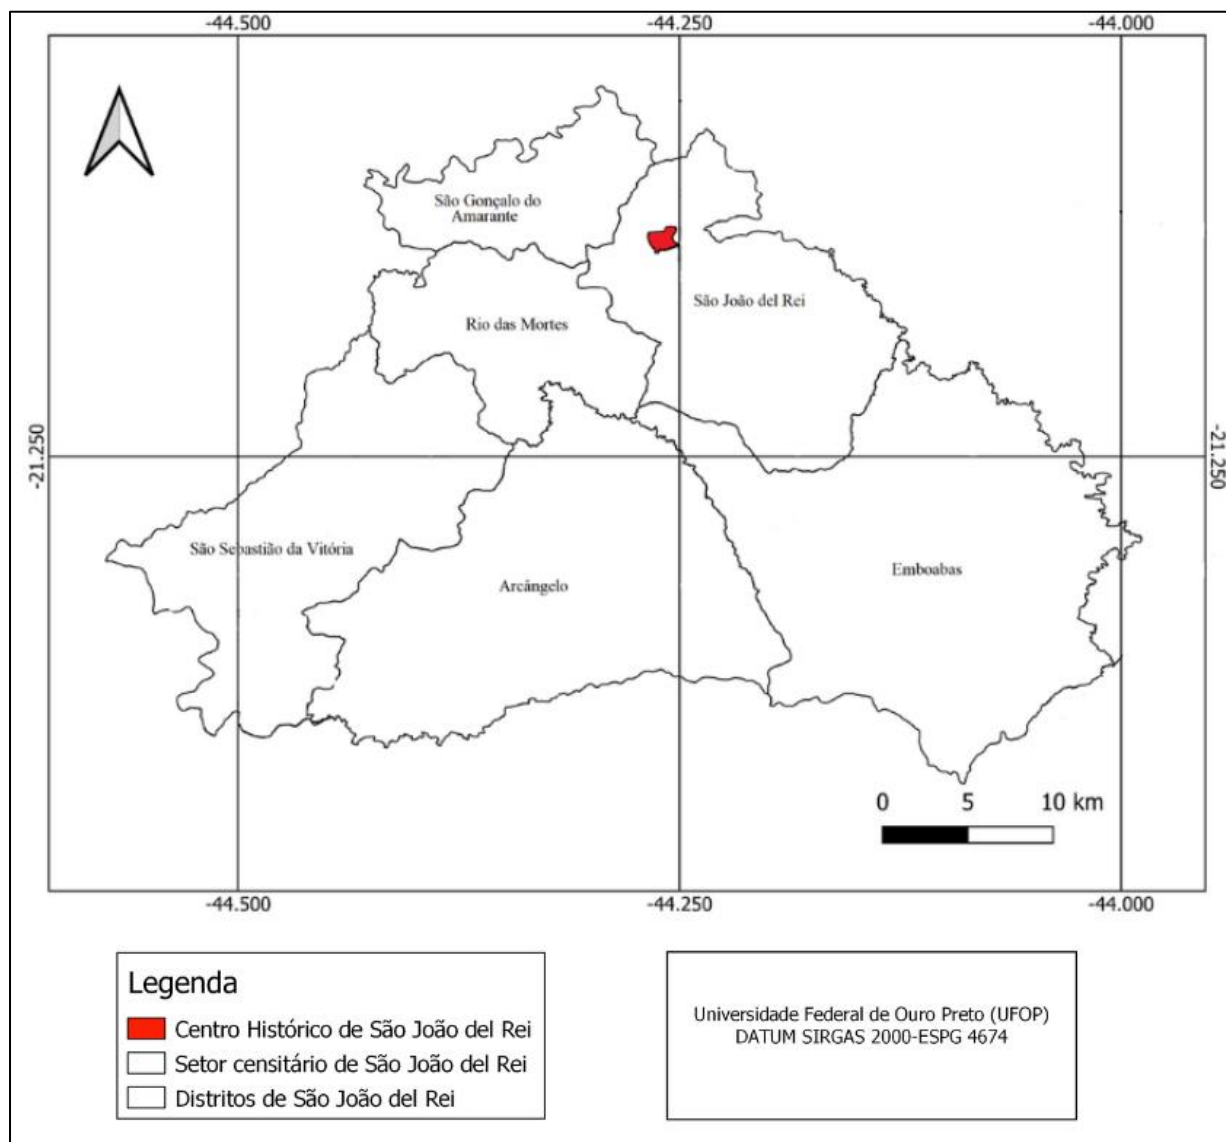 -44.500
-44.250
-44.000
São Gonçalo do
Amarante
São João del Rei
Rio das Mortes
-21.250
-21.250
São Sebastião da Vitória
Arcângelo
Emboabas
0 5 10 km
-44.500
-44.250
-44.000
Legenda
Centro Histórico de São João del Rei
Setor censitário de São João del Rei
Distritos de São João del Rei
Universidade Federal de Ouro Preto (UFOP)
DATUM SIRGAS 2000-ESPG 4674